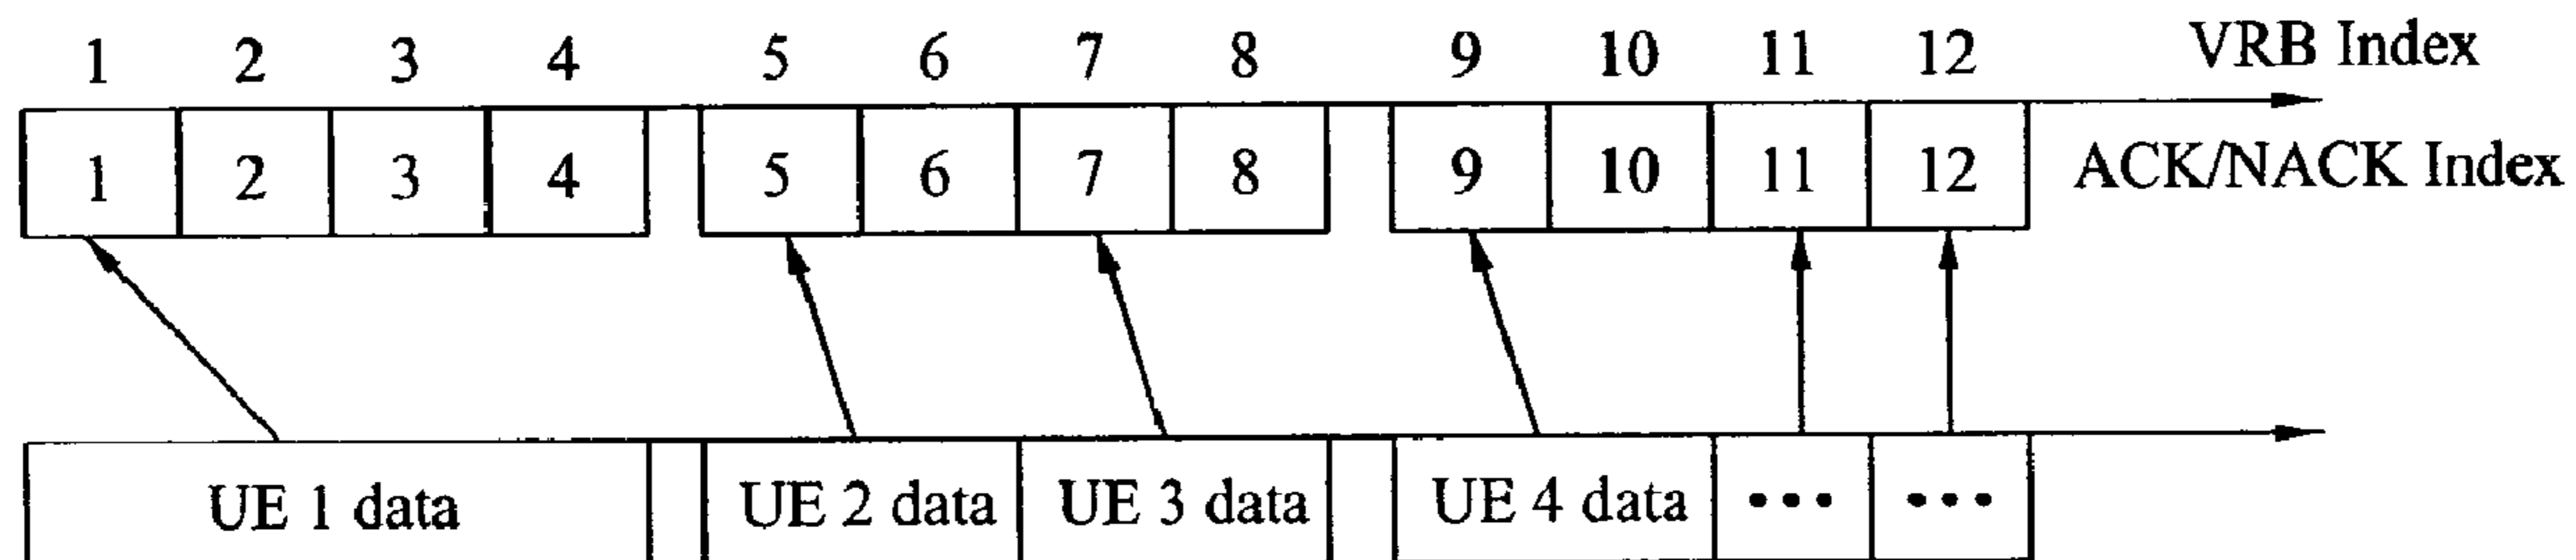 1 2 3 4 5 6 7 8 9 10 11 12 VRB Index
1 2 3 4 5 6 7 8 9 10 11 12 ACK/NACK Index
UE 1 data UE 2 data UE 3 data UE 4 data ••• •••